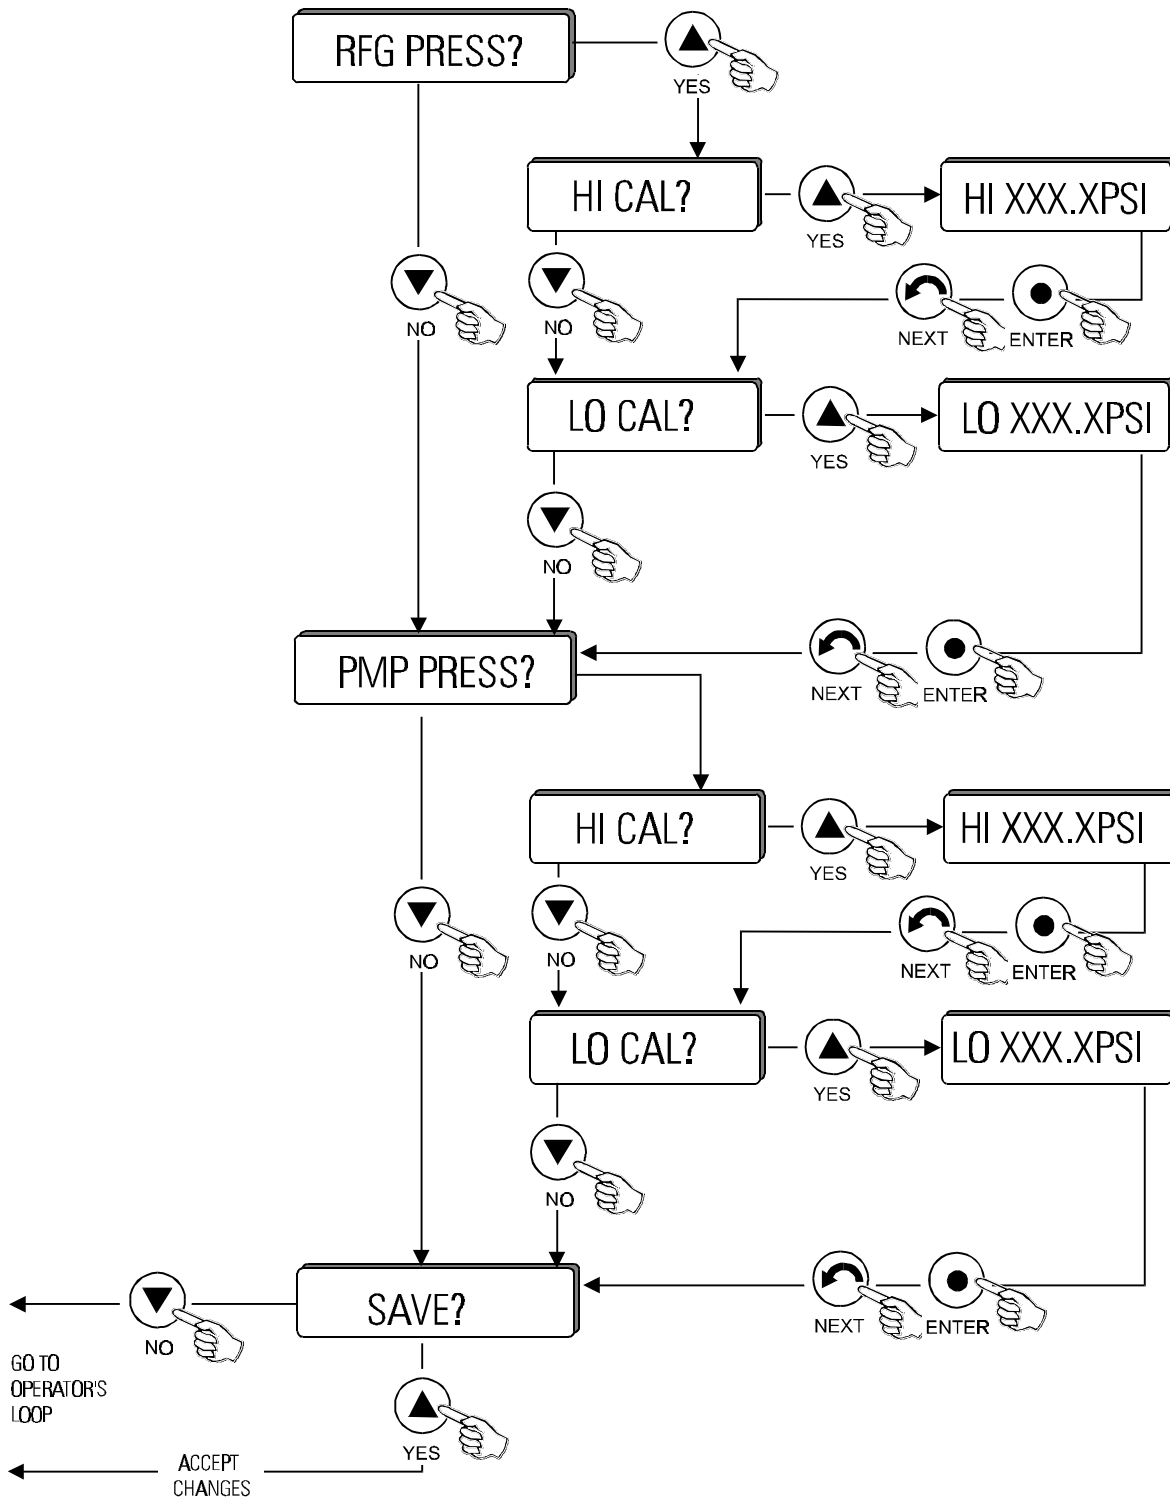 RFG PRESS?
YES
HI CAL?
YES
HI XXX.XPSI
NO
NO
NEXT
ENTER
LO CAL?
YES
LO XXX.XPSI
NO
PMP PRESS?
NEXT
ENTER
HI CAL?
YES
HI XXX.XPSI
NO
NO
NEXT
ENTER
LO CAL?
YES
LO XXX.XPSI
NO
SAVE?
NEXT
ENTER
NO
GO TO
OPERATOR'S
LOOP
YES
ACCEPT
CHANGES